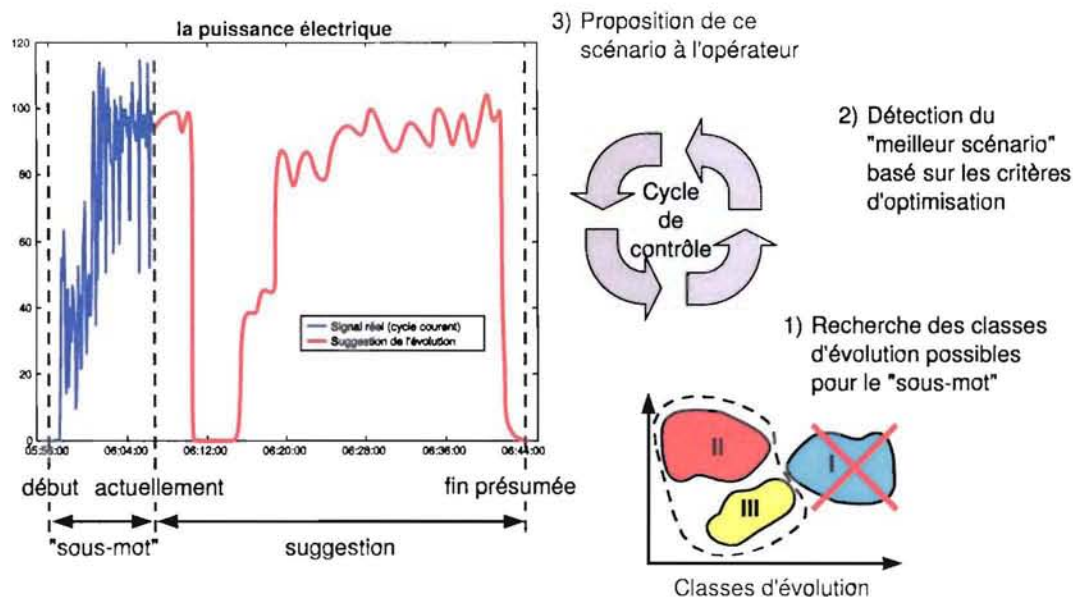 la puissance électrique
120
100
80
60
40
20
0
Signal réel (cycle courant)
Suggestion de l'évolution
06:04:00
06:12:00
06:20:00
06:28:00
06:36:00
06:44:00
début
actuellement
fin présumée
"sous-mot"
suggestion
3) Proposition de ce
scénario à l'opérateur
2) Détection du
"meilleur scénario"
basé sur les critères
d'optimisation
Cycle
de
contrôle
1) Recherche des classes
d'évolution possibles
pour le "sous-mot"
II
I
III
Classes d'évolution